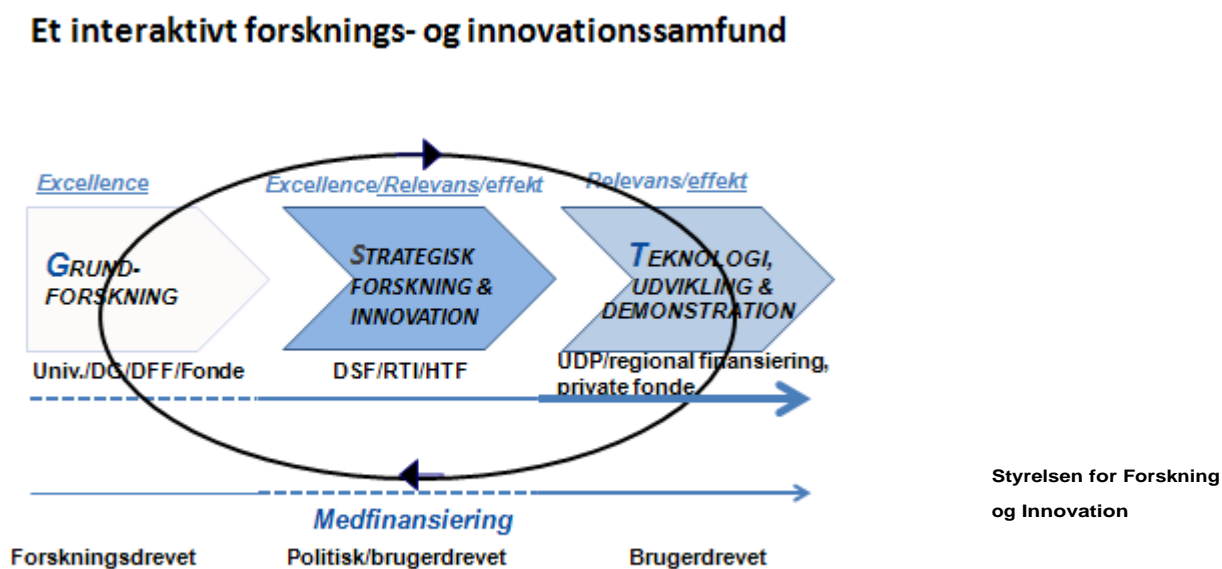 Et interaktivt forsknings- og innovationssamfund
Excellence
Excellence/Relevans/effekt
Relevans/effekt
GRUND-
FORSKNING
STRATEGISK
FORSKNING &
INNOVATION
TEKNOLOGI,
UDVIKLING &
DEMONSTRATION
Univ./DG/DFF/Fonde
DSF/RTI/HTF
UDP/regional finansiering,
private fonde
Medfinansiering
Forskningsdrevet
Politisk/brugerdrevet
Brugerdrevet
Styrelsen for Forskning
og Innovation